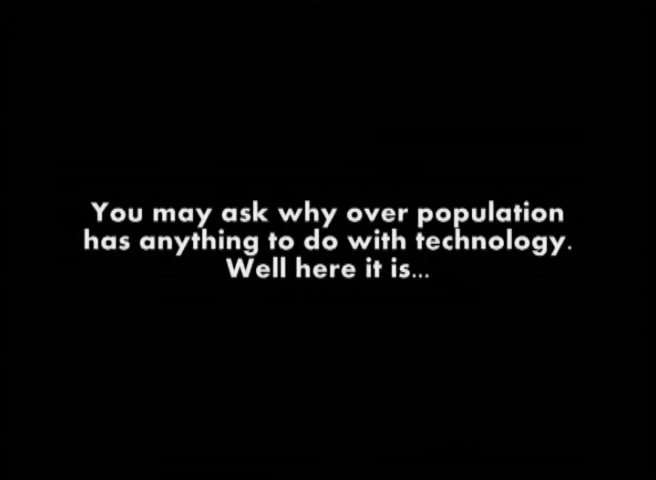 You may ask why over population
has anything to do with technology.
Well here it is...